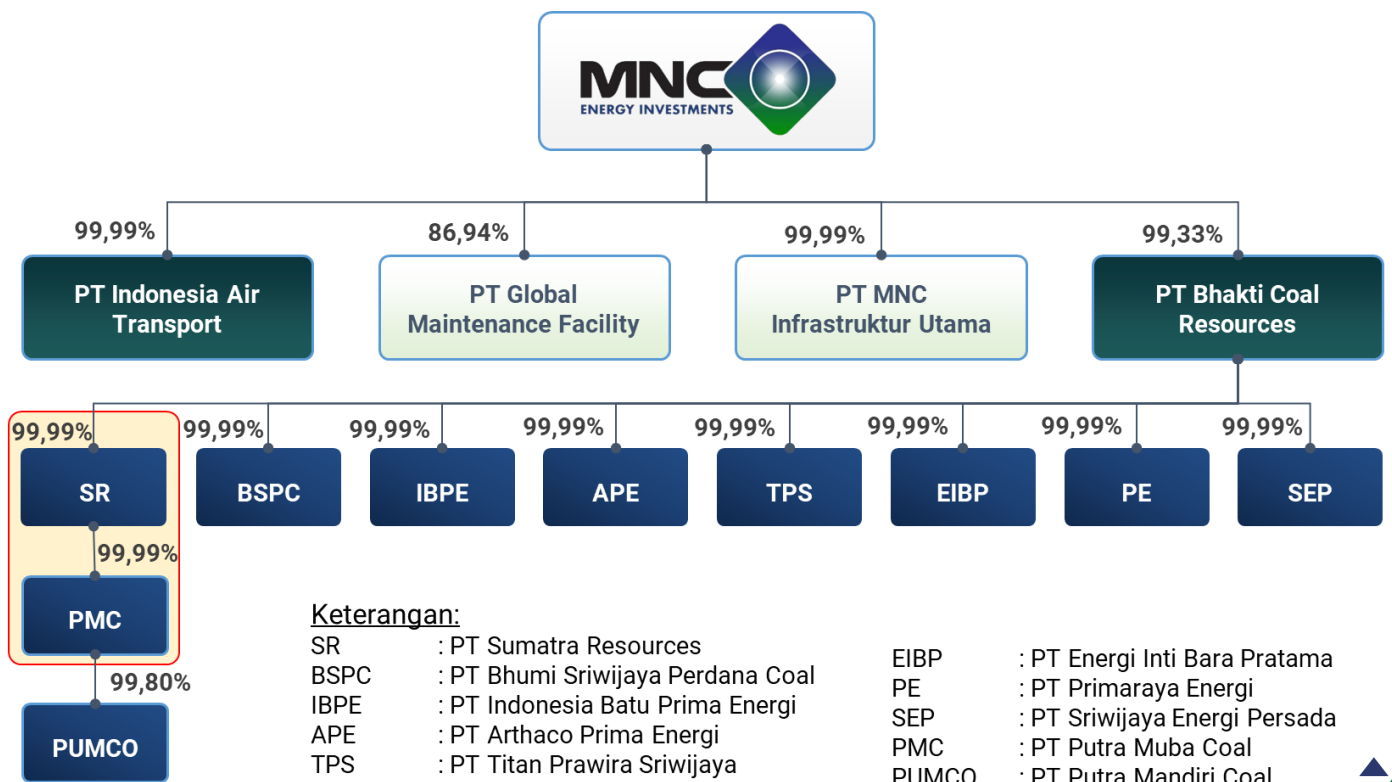 MNC
ENERGY INVESTMENTS
99,99%
86,94%
99,99%
99,33%
PT Indonesia Air
Transport
PT Global
Maintenance Facility
PT MNC
Infrastruktur Utama
PT Bhakti Coal
Resources
99,99%
99,99%
99,99%
99,99%
99,99%
99,99%
99,99%
99,99%
SR
BSPC
IBPE
APE
TPS
EIBP
PE
SEP
99,99%
PMC
99,80%
PUMCO
Keterangan:
SR : PT Sumatra Resources
BSPC : PT Bhumi Sriwijaya Perdana Coal
IBPE : PT Indonesia Batu Prima Energi
APE : PT Arthaco Prima Energi
TPS : PT Titan Prawira Sriwijaya
EIBP : PT Energi Inti Bara Pratama
PE : PT Primaraya Energi
SEP : PT Sriwijaya Energi Persada
PMC : PT Putra Muba Coal
PUMCO : PT Putra Mandiri Coal